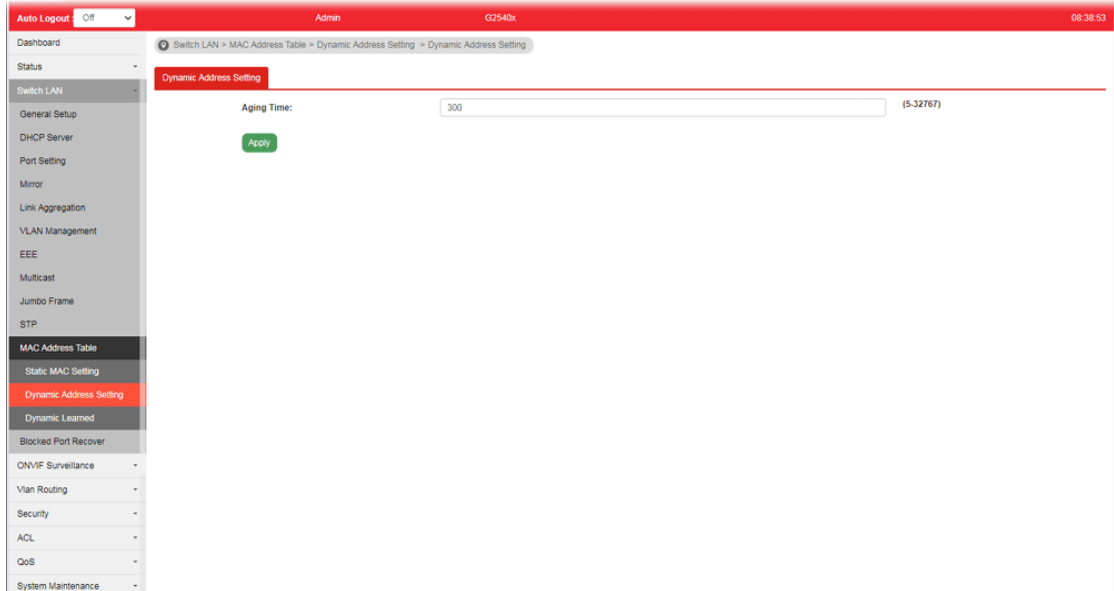 Auto Logout : Off Admin G2540x 08:38:53
Dashboard
Switch LAN > MAC Address Table > Dynamic Address Setting > Dynamic Address Setting
Status
Dynamic Address Setting
Switch LAN
Aging Time: 300 (5-32767)
General Setup
DHCP Server
Apply
Port Setting
Mirror
Link Aggregation
VLAN Management
EEE
Multicast
Jumbo Frame
STP
MAC Address Table
Static MAC Setting
Dynamic Address Setting
Dynamic Learned
Blocked Port Recover
ONVIF Surveillance
Vlan Routing
Security
ACL
QoS
System Maintenance